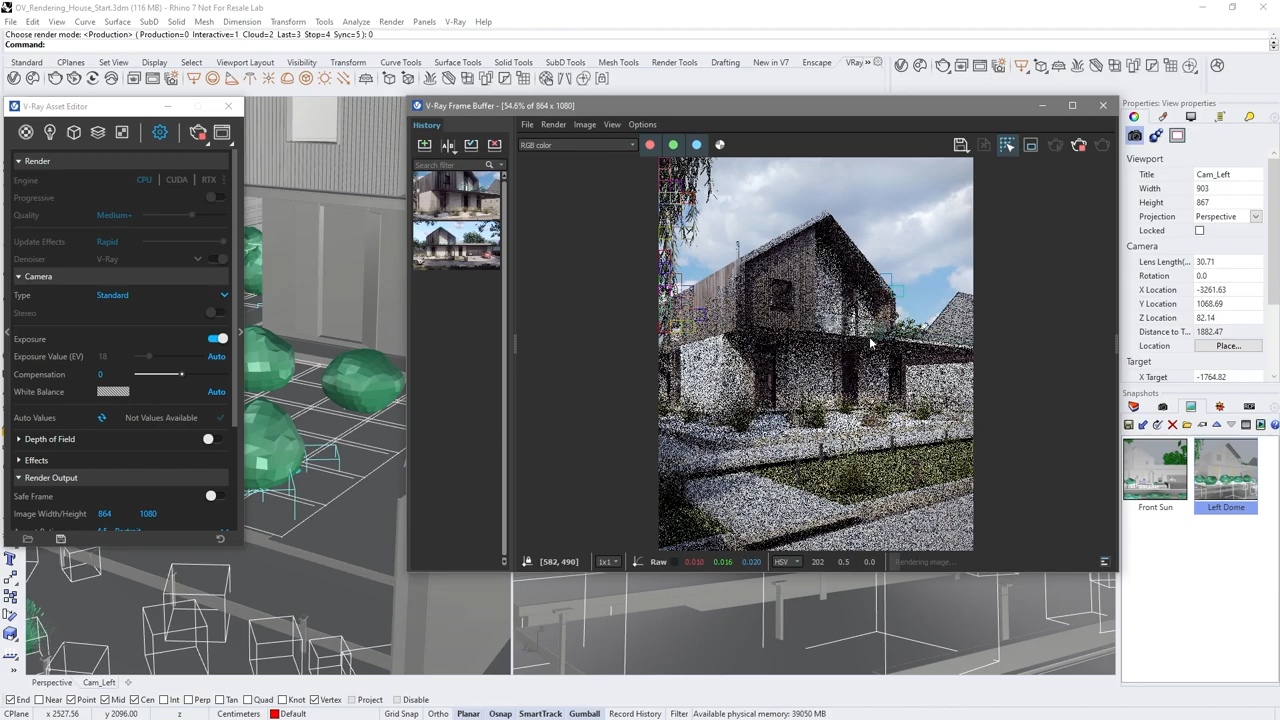 OV_Rendering_House_Start.3dm (116 MB) - Rhino 7 Not For Resale Lab
File Edit View Curve Surface SubD Solid Mesh Dimension Transform Tools Analyze Render Panels V-Ray Help
Choose render mode: <Production> ( Production=0 Interactive=1 Cloud=2 Last=3 Stop=4 Sync=5 ): 0
Command:
Standard CPlanes Set View Display Select Viewport Layout Visibility Transform Curve Tools Surface Tools Solid Tools SubD Tools Mesh Tools Render Tools Drafting New in V7 Enscape VRay
V-Ray Asset Editor
Render
Engine CPU CUDA RTX
Progressive
Quality Medium+
Update Effects Rapid
Denoiser V-Ray
Camera
Type Standard
Stereo
Exposure
Exposure Value (EV) 18 Auto
Compensation 0
White Balance Auto
Auto Values Not Values Available
Depth of Field
Effects
Render Output
Safe Frame
Image Width/Height 864 1080
V-Ray Frame Buffer - [54.6% of 864 x 1080]
History
File Render Image View Options
RGB color
Search filter
[582, 490] 1x1 Raw 0.010 0.016 0.020 HSV 202 0.5 0.0 Rendering image...
Properties: View properties
Viewport
Title Cam_Left
Width 903
Height 867
Projection Perspective
Locked
Camera
Lens Length(...
30.71
Rotation 0.0
X Location -3261.63
Y Location 1068.69
Z Location 82.14
Distance to T... 1882.47
Location Place...
Target
X Target -1764.82
Snapshots
Front Sun Left Dome
Perspective Cam_Left
End Near Point Mid Cen Int Perp Tan Quad Knot Vertex Project Disable
CPlane x 2527.56 y 2096.00 z Centimeters Default Grid Snap Ortho Planar Osnap SmartTrack Gumball Record History Filter Available physical memory: 39050 MB